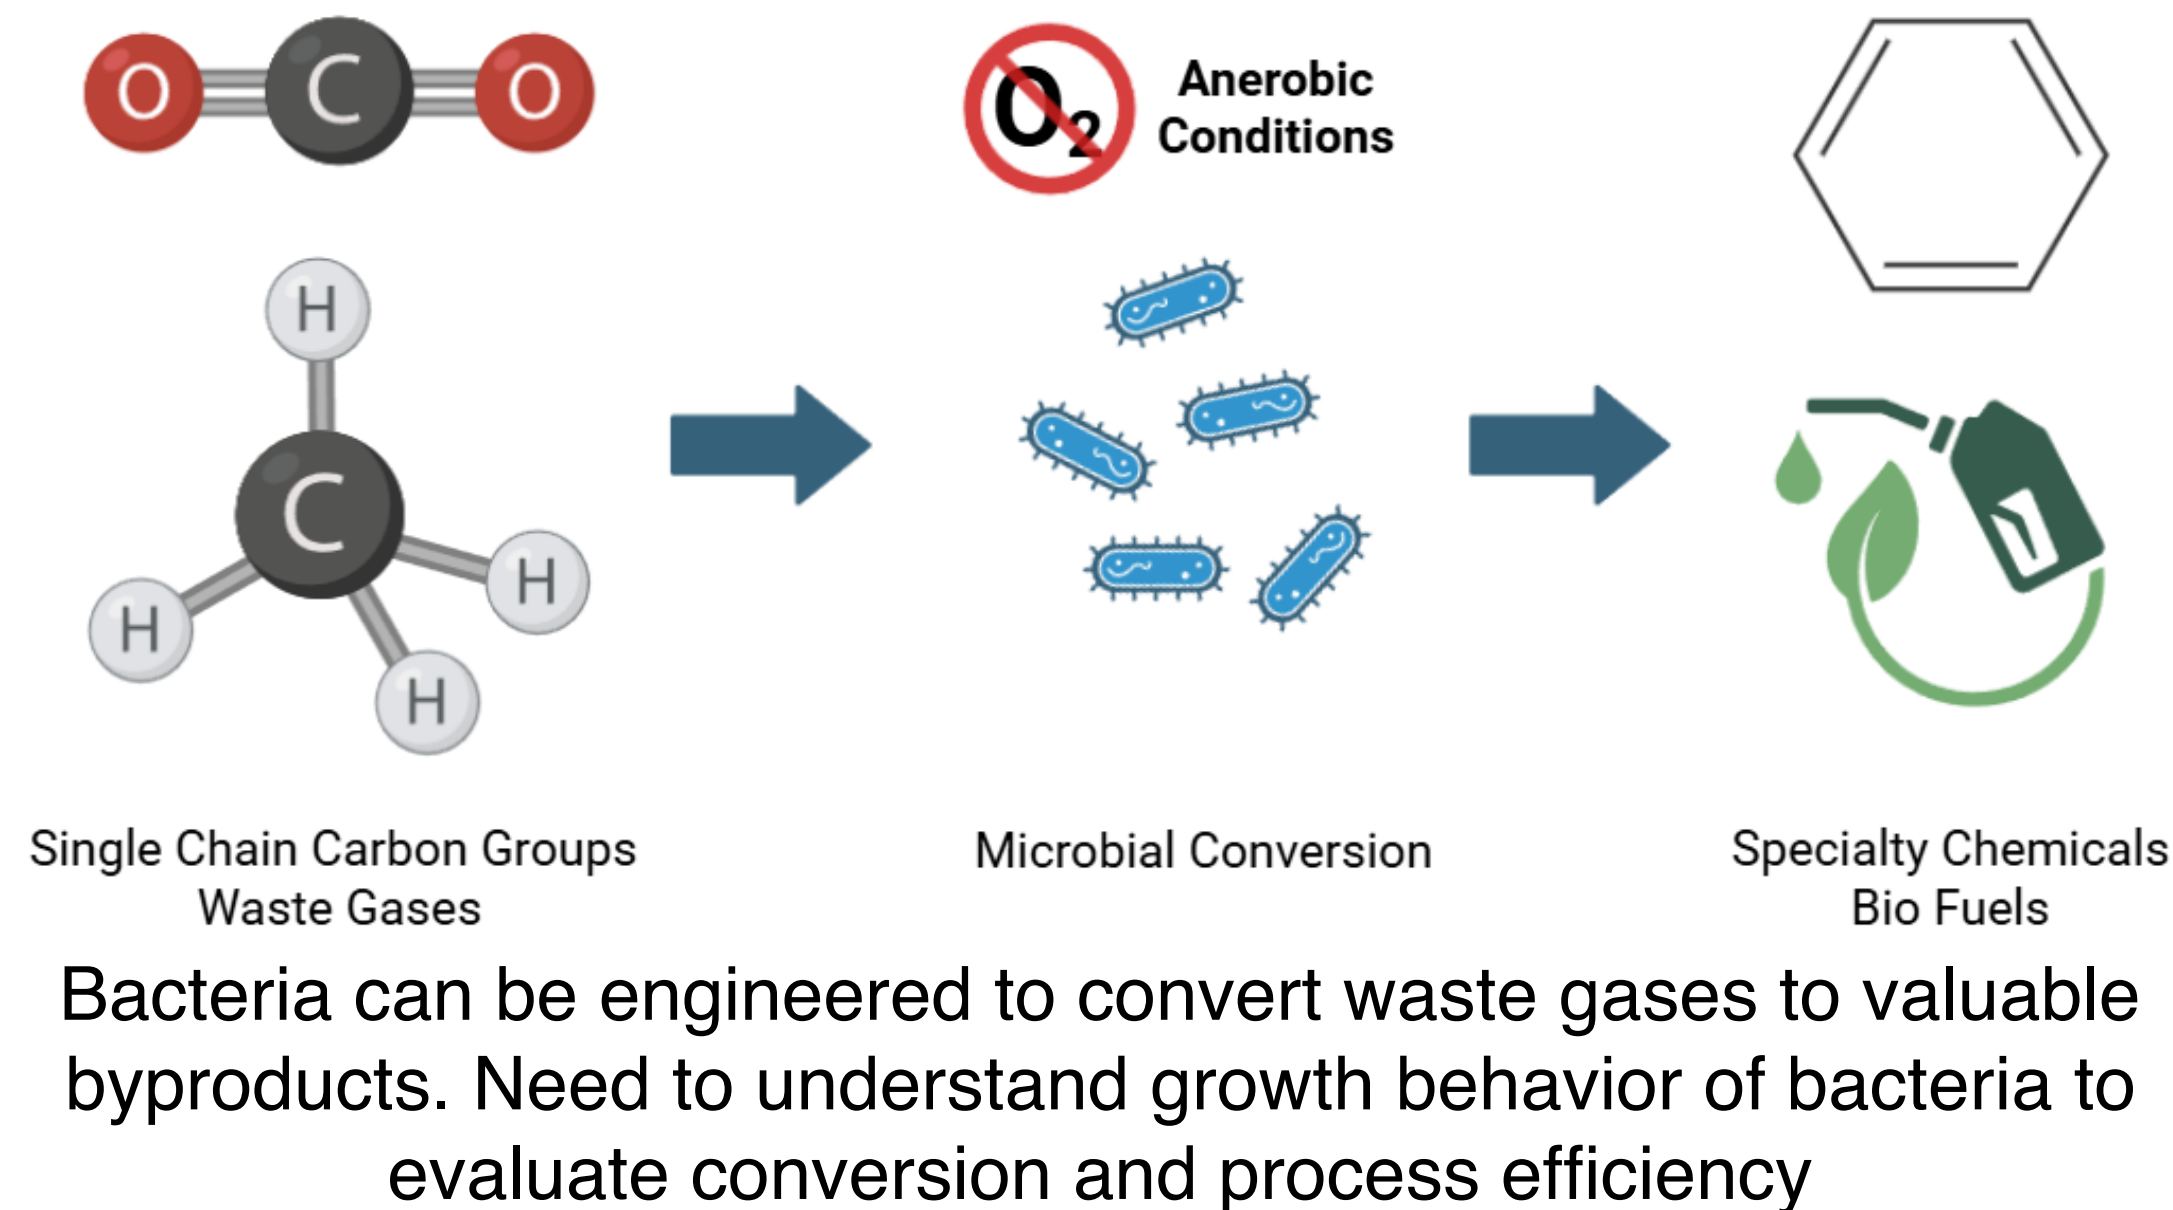 O C O
O2
Anerobic
Conditions
H
C
H
H
H
Single Chain Carbon Groups
Waste Gases
Microbial Conversion
Specialty Chemicals
Bio Fuels
Bacteria can be engineered to convert waste gases to valuable
byproducts. Need to understand growth behavior of bacteria to
evaluate conversion and process efficiency